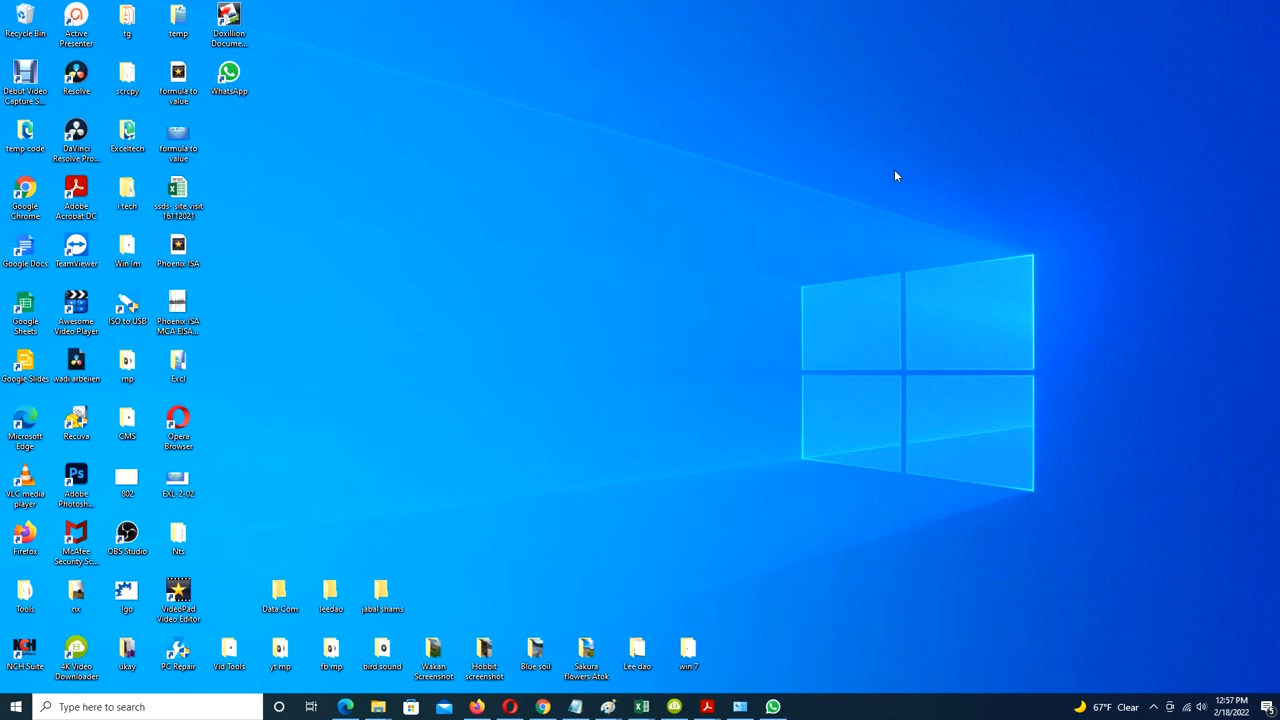 Recycle Bin
Active
Presenter
tg
temp
Doxillion
Docume...
Debut Video
Capture S...
Resolve
scrcpy
formula to
value
WhatsApp
temp code
DaVinci
Resolve Pro...
Exceltech
formula to
value
Google
Chrome
Adobe
Acrobat DC
i tech
ssds- site visit
16112021
Google Docs
TeamViewer
Win Im
Phoenix ISA
Google
Sheets
Awesome
Video Player
ISO to USB
Phoenix ISA
MCA EISA...
Google Slides
wadi arbeiien
mp
Excl
Microsoft
Edge
Recuva
CMS
Opera
Browser
VLC media
player
Ps
Adobe
Photosh...
802
EXL-2-02
Firefox
McAfee
Security Sc...
OBS Studio
Nts
Tools
nx
lgo
VideoPad
Video Editor
Data Com
leedao
jabal shams
NCH
NCH Suite
4K Video
Downloader
ukay
PC Repair
Vid Tools
yt mp
fb mp
bird sound
Wakan
Screenshot
Hobbit
screenshot
Blue soil
Sakura
flowers Atok
Lee dao
win 7
Type here to search
67°F Clear
12:57 PM
2/18/2022